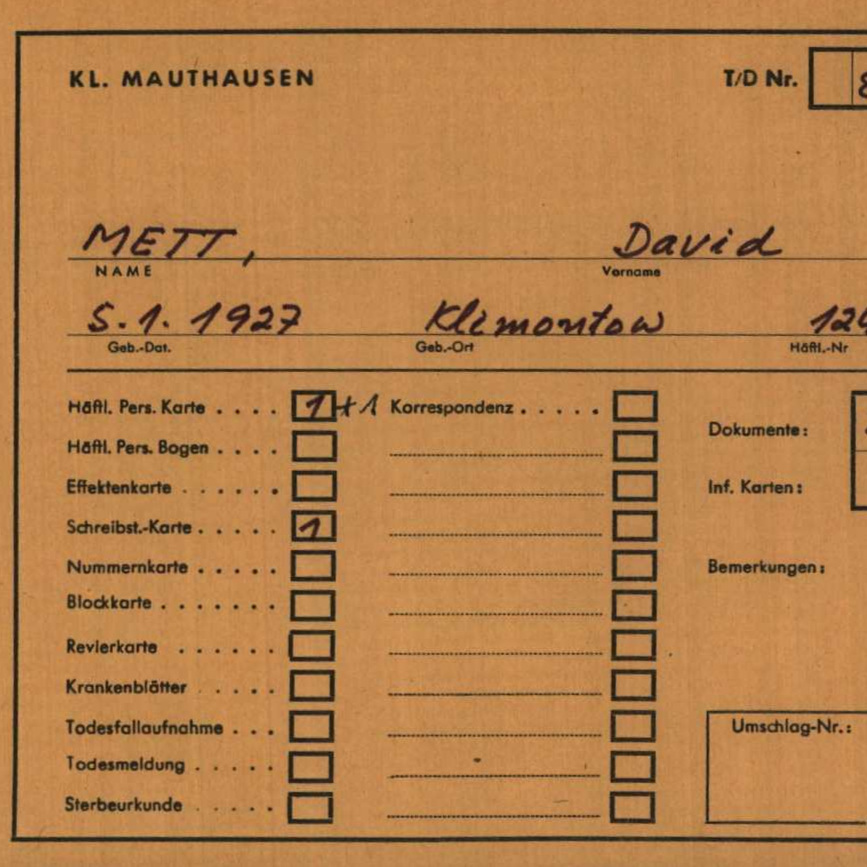 KL. MAUTHAUSEN T/D Nr. 8
METT, David
NAME Vorname
5.1.1927 Klimontow 124
Geb.-Dat. Geb.-Ort Häftl.-Nr
Häftl. Pers. Karte . . . . 1 + 1 Korrespondenz . . . . .
Dokumente:
Häftl. Pers. Bogen . . . .
Effektenkarte . . . . . . Inf. Karten:
Schreibst.-Karte . . . . . 1
Nummernkarte . . . . . Bemerkungen:
Blockkarte . . . . . . .
Revierkarte . . . . . .
Krankenblätter . . . . .
Todesfallaufnahme . . . Umschlag-Nr.:
Todesmeldung . . . . .
Sterbeurkunde . . . . .